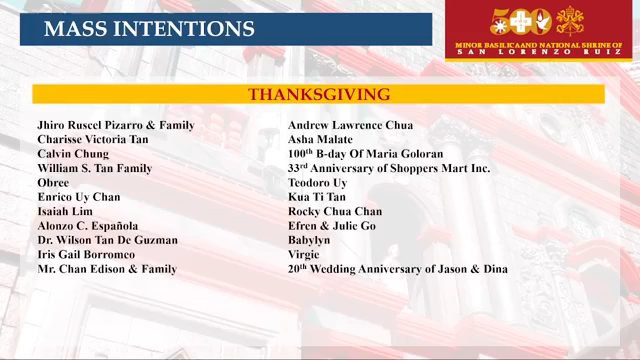 MASS INTENTIONS
500
MINOR BASILICA AND NATIONAL SHRINE OF
SAN LORENZO RUIZ
THANKSGIVING
Jhiro Ruscel Pizarro & Family
Charisse Victoria Tan
Calvin Chung
William S. Tan Family
Obree
Enrico Uy Chan
Isaiah Lim
Alonzo C. Española
Dr. Wilson Tan De Guzman
Iris Gail Borromeo
Mr. Chan Edison & Family
Andrew Lawrence Chua
Asha Malate
100th B-day Of Maria Goloran
33rd Anniversary of Shoppers Mart Inc.
Teodoro Uy
Kua Ti Tan
Rocky Chua Chan
Efren & Julie Go
Babylyn
Virgie
20th Wedding Anniversary of Jason & Dina